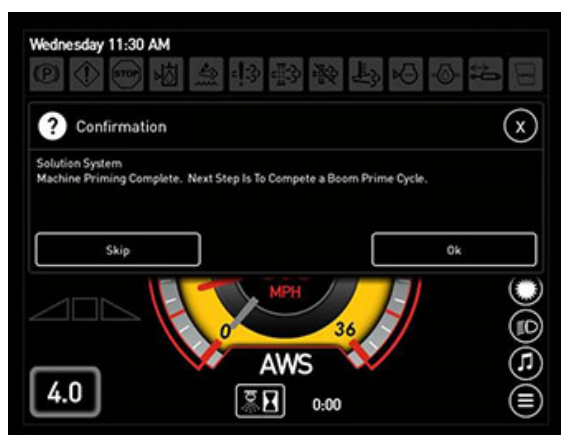 Wednesday 11:30 AM
P
STOP
? Confirmation X
Solution System
Machine Priming Complete. Next Step Is To Compete a Boom Prime Cycle.
Skip Ok
MPH
0 36
AWS
4.0
0:00